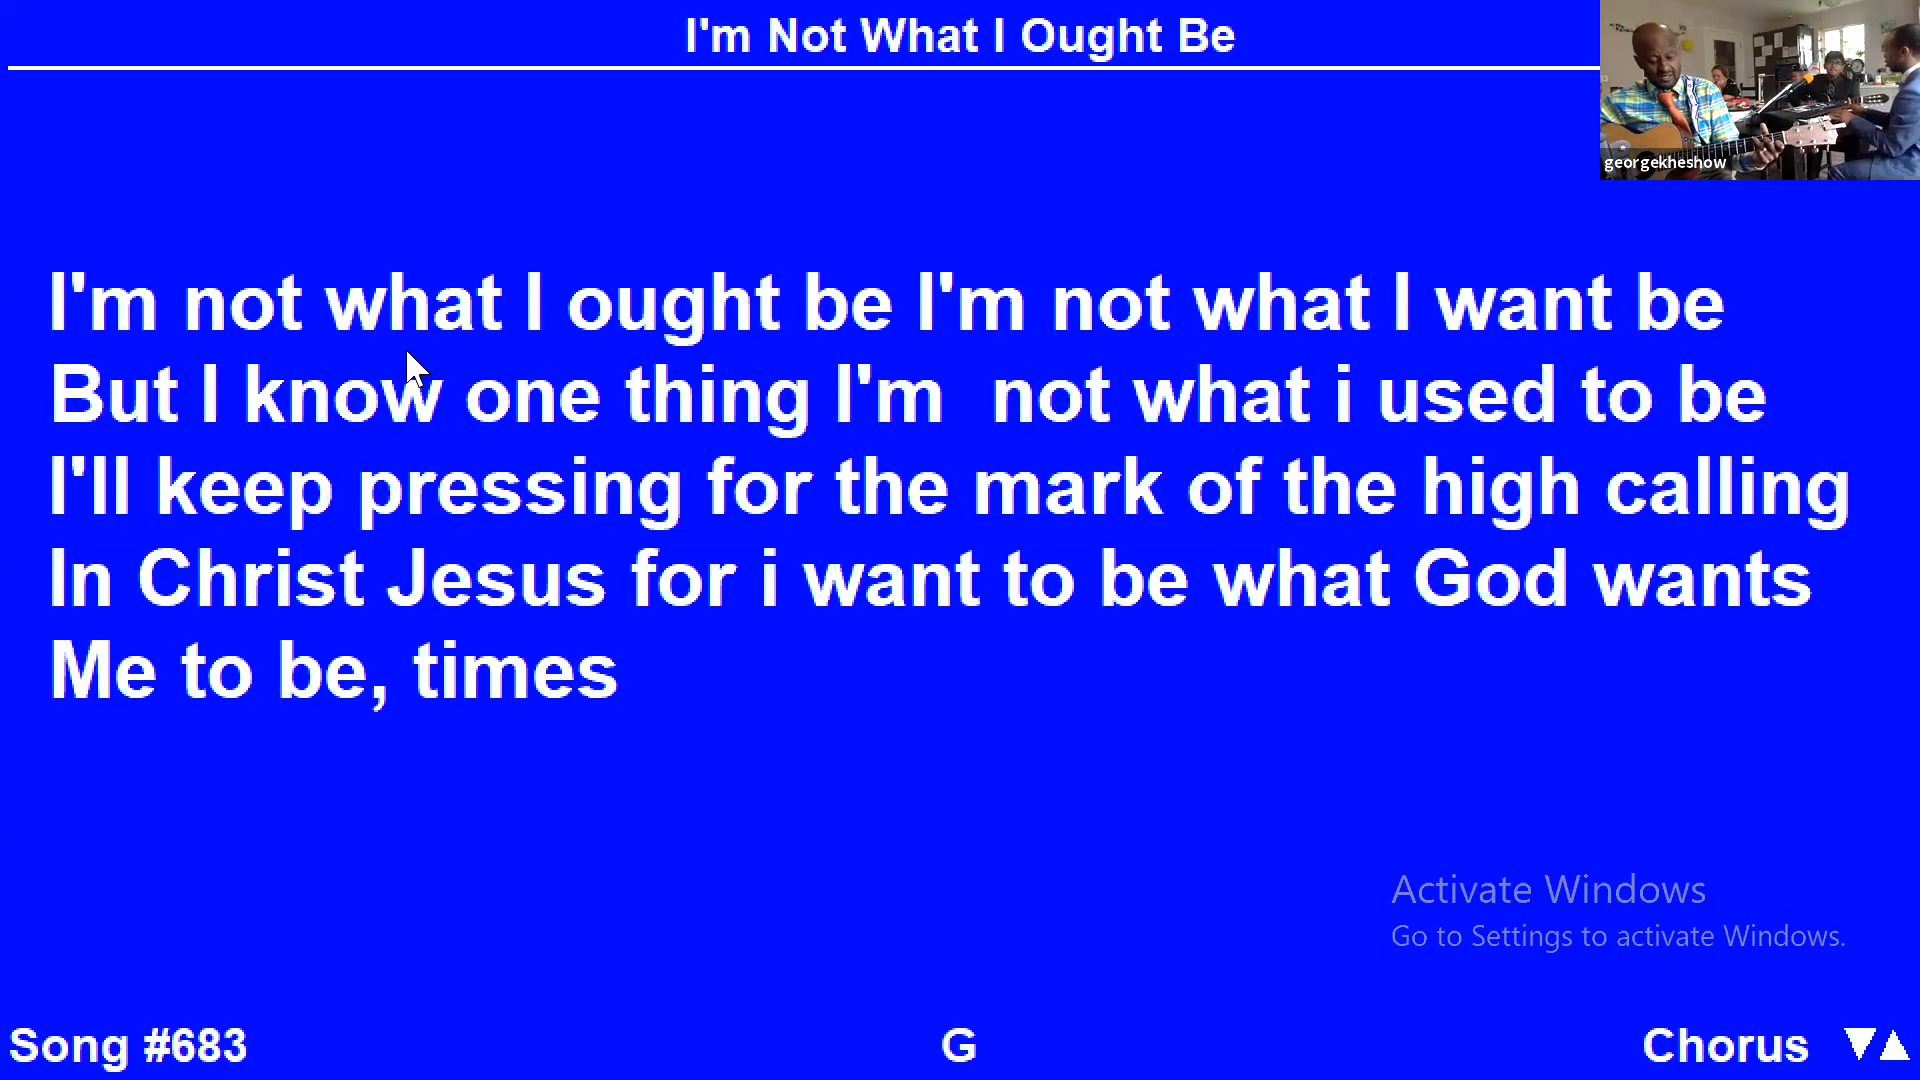 I'm Not What I Ought Be
georgekheshow
I'm not what I ought be I'm not what I want be
But I know one thing I'm  not what i used to be
I'll keep pressing for the mark of the high calling
In Christ Jesus for i want to be what God wants
Me to be, times
Activate Windows
Go to Settings to activate Windows.
Song #683
G
Chorus